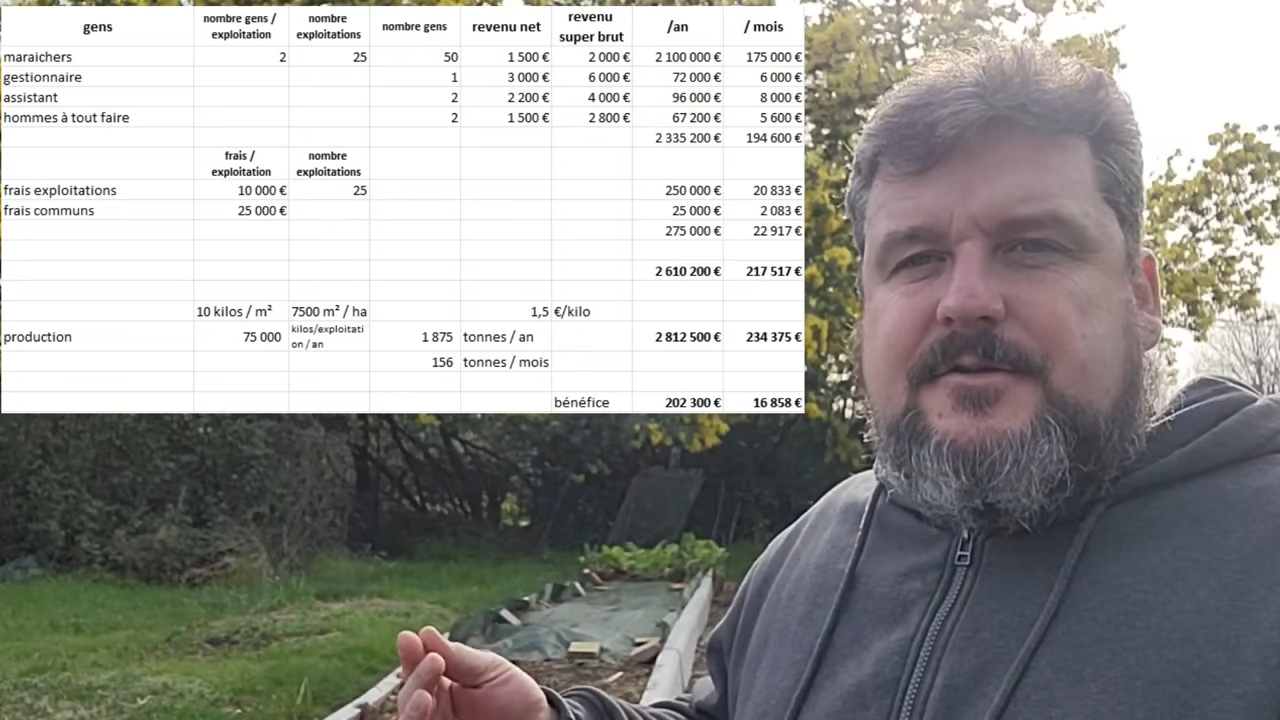 gens nombre gens / exploitation nombre exploitations nombre gens revenu net revenu super brut /an / mois
maraichers 2 25 50 1 500 € 2 000 € 2 100 000 € 175 000 €
gestionnaire 1 3 000 € 6 000 € 72 000 € 6 000 €
assistant 2 2 200 € 4 000 € 96 000 € 8 000 €
hommes à tout faire 2 1 500 € 2 800 € 67 200 € 5 600 €
2 335 200 € 194 600 €
frais / exploitation nombre exploitations
frais exploitations 10 000 € 25 250 000 € 20 833 €
frais communs 25 000 € 25 000 € 2 083 €
275 000 € 22 917 €
2 610 200 € 217 517 €
10 kilos / m² 7500 m² / ha 1,5 €/kilo
production 75 000 kilos/exploitati on / an 1 875 tonnes / an 2 812 500 € 234 375 €
156 tonnes / mois
bénéfice 202 300 € 16 858 €